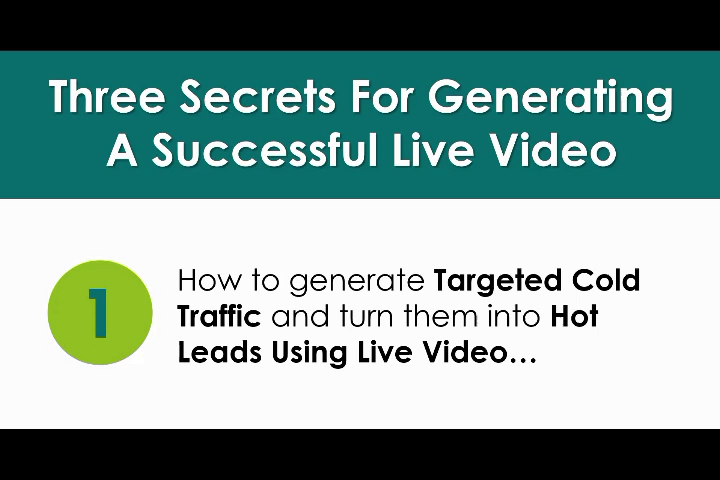 Three Secrets For Generating
A Successful Live Video
1
How to generate Targeted Cold
Traffic and turn them into Hot
Leads Using Live Video...